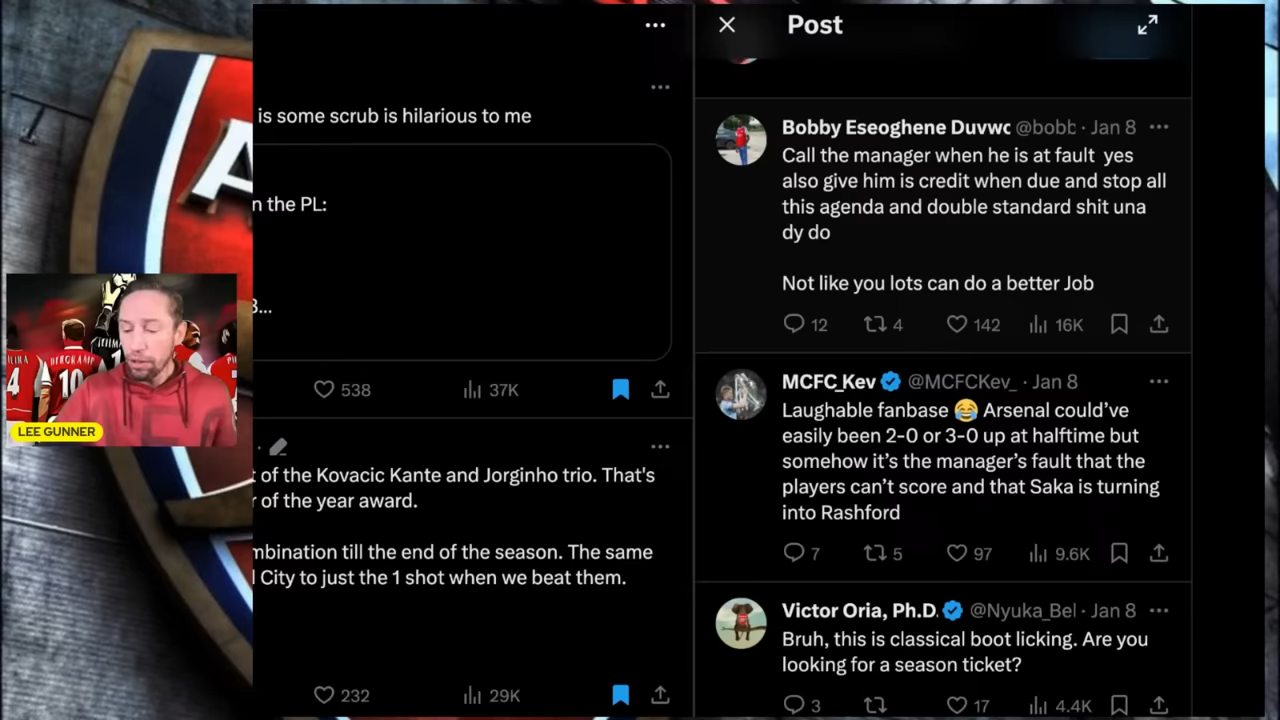 is some scrub is hilarious to me
n the PL:
3...
538
37K
t of the Kovacic Kante and Jorginho trio. That's
r of the year award.
mbination till the end of the season. The same
l City to just the 1 shot when we beat them.
232
29K
Post
Bobby Eseoghene Duvwc @bobb · Jan 8
Call the manager when he is at fault yes
also give him is credit when due and stop all
this agenda and double standard shit una
dy do
Not like you lots can do a better Job
12
4
142
16K
MCFC_Kev @MCFCKev_ · Jan 8
Laughable fanbase 😂 Arsenal could've
easily been 2-0 or 3-0 up at halftime but
somehow it's the manager's fault that the
players can't score and that Saka is turning
into Rashford
7
5
97
9.6K
Victor Oria, Ph.D. @Nyuka_Bel · Jan 8
Bruh, this is classical boot licking. Are you
looking for a season ticket?
3
17
4.4K
A
4
BERGKAMP
10
LEE GUNNER